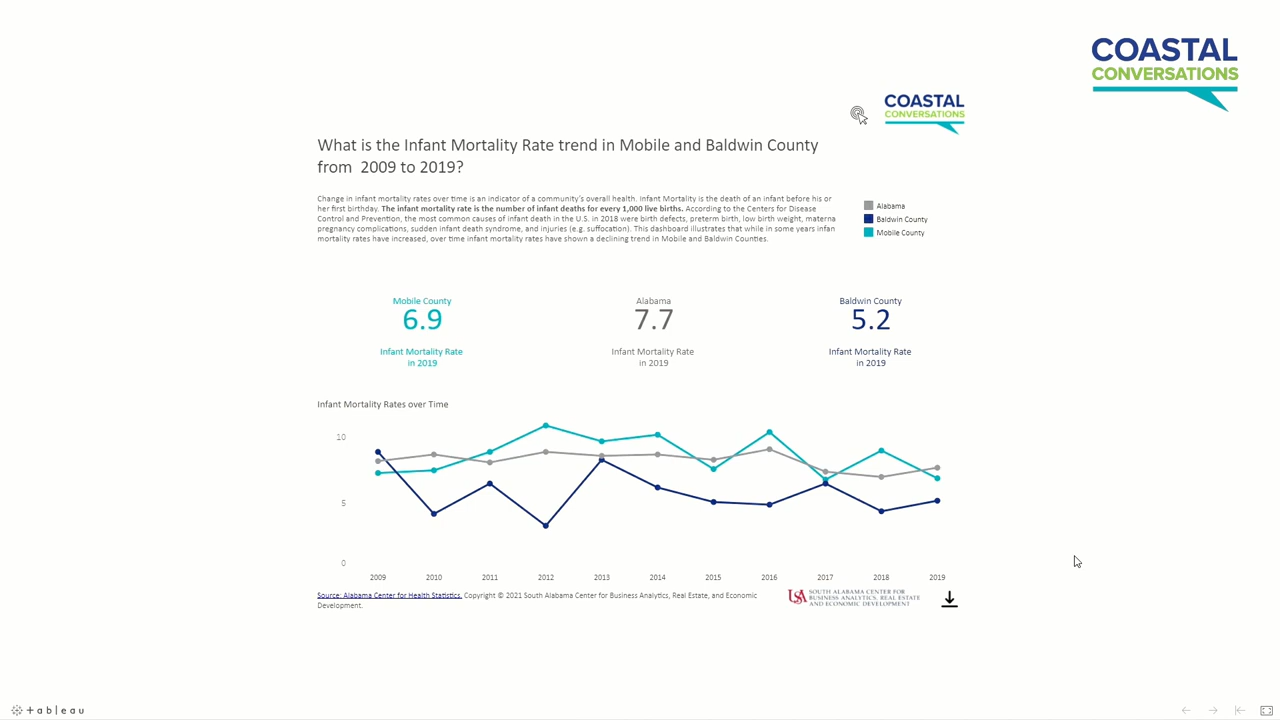 COASTAL
CONVERSATIONS
COASTAL
CONVERSATIONS
What is the Infant Mortality Rate trend in Mobile and Baldwin County
from 2009 to 2019?
Change in infant mortality rates over time is an indicator of a community's overall health. Infant Mortality is the death of an infant before his or
her first birthday. The infant mortality rate is the number of infant deaths for every 1,000 live births. According to the Centers for Disease
Control and Prevention, the most common causes of infant death in the U.S. in 2018 were birth defects, preterm birth, low birth weight, materna
pregnancy complications, sudden infant death syndrome, and injuries (e.g. suffocation). This dashboard illustrates that while in some years infan
mortality rates have increased, over time infant mortality rates have shown a declining trend in Mobile and Baldwin Counties.
Alabama
Baldwin County
Mobile County
Mobile County
6.9
Infant Mortality Rate
in 2019
Alabama
7.7
Infant Mortality Rate
in 2019
Baldwin County
5.2
Infant Mortality Rate
in 2019
Infant Mortality Rates over Time
10
5
0
2009 2010 2011 2012 2013 2014 2015 2016 2017 2018 2019
Source: Alabama Center for Health Statistics. Copyright © 2021 South Alabama Center for Business Analytics, Real Estate, and Economic
Development.
USA
SOUTH ALABAMA CENTER FOR
BUSINESS ANALYTICS, REAL ESTATE
AND ECONOMIC DEVELOPMENT
tableau